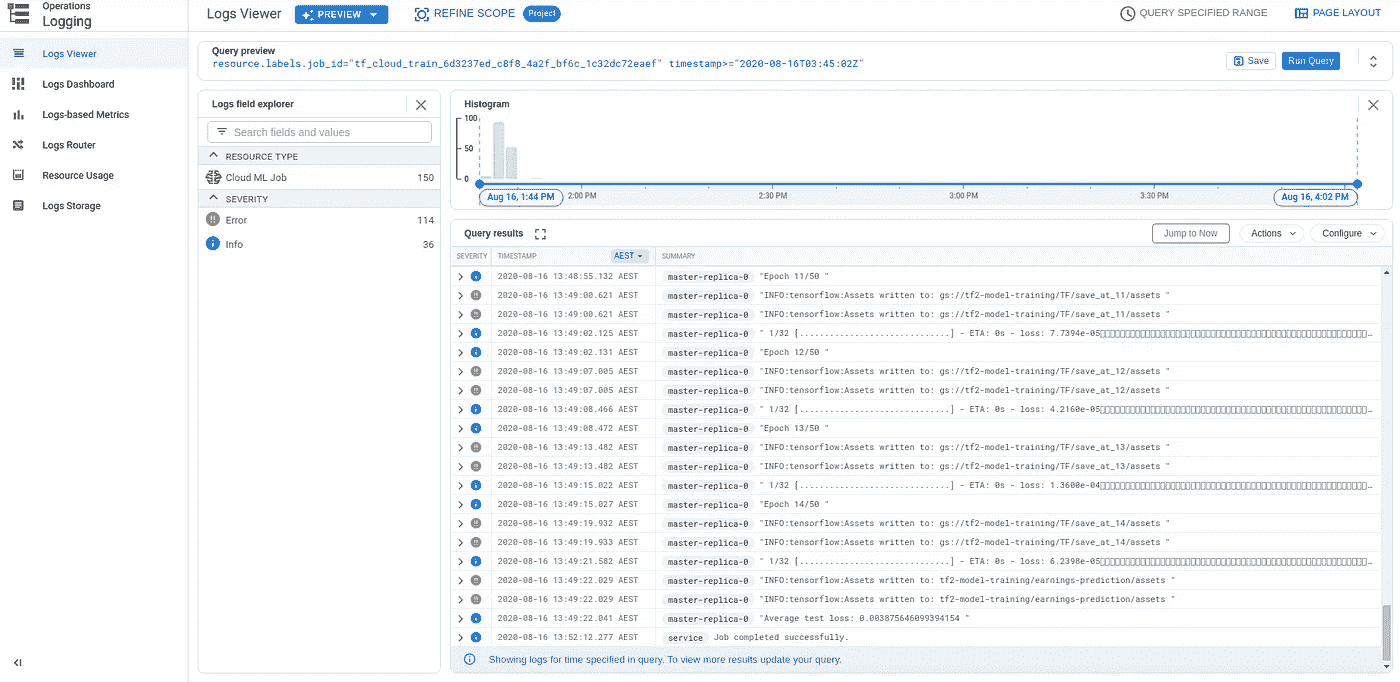 Operations
Logging
Logs Viewer
Logs Dashboard
Logs-based Metrics
Logs Router
Resource Usage
Logs Storage
Logs Viewer PREVIEW REFINE SCOPE Project QUERY SPECIFIED RANGE PAGE LAYOUT
Query preview
resource.labels.job_id="tf_cloud_train_6d3237ed_c8f8_4a2f_bf6c_1c32dc72eaef" timestamp>="2020-08-16T03:45:02Z"
Save Run Query
Logs field explorer
Search fields and values
RESOURCE TYPE
Cloud ML Job 150
SEVERITY
Error 114
Info 36
Histogram
100
50
0
Aug 16, 1:44 PM 2:00 PM 2:30 PM 3:00 PM 3:30 PM Aug 16, 4:02 PM
Query results Jump to Now Actions Configure
SEVERITY TIMESTAMP AEST SUMMARY
2020-08-16 13:48:55.132 AEST master-replica-0 "Epoch 11/50 "
2020-08-16 13:49:00.621 AEST master-replica-0 "INFO:tensorflow:Assets written to: gs://tf2-model-training/TF/save_at_11/assets "
2020-08-16 13:49:00.621 AEST master-replica-0 "INFO:tensorflow:Assets written to: gs://tf2-model-training/TF/save_at_11/assets "
2020-08-16 13:49:02.125 AEST master-replica-0 " 1/32 [..............................] - ETA: 0s - loss: 7.7394e-05…
2020-08-16 13:49:02.131 AEST master-replica-0 "Epoch 12/50 "
2020-08-16 13:49:07.005 AEST master-replica-0 "INFO:tensorflow:Assets written to: gs://tf2-model-training/TF/save_at_12/assets "
2020-08-16 13:49:07.005 AEST master-replica-0 "INFO:tensorflow:Assets written to: gs://tf2-model-training/TF/save_at_12/assets "
2020-08-16 13:49:08.466 AEST master-replica-0 " 1/32 [..............................] - ETA: 0s - loss: 4.2160e-05…
2020-08-16 13:49:08.472 AEST master-replica-0 "Epoch 13/50 "
2020-08-16 13:49:13.482 AEST master-replica-0 "INFO:tensorflow:Assets written to: gs://tf2-model-training/TF/save_at_13/assets "
2020-08-16 13:49:13.482 AEST master-replica-0 "INFO:tensorflow:Assets written to: gs://tf2-model-training/TF/save_at_13/assets "
2020-08-16 13:49:15.022 AEST master-replica-0 " 1/32 [..............................] - ETA: 0s - loss: 1.3600e-04…
2020-08-16 13:49:15.027 AEST master-replica-0 "Epoch 14/50 "
2020-08-16 13:49:19.932 AEST master-replica-0 "INFO:tensorflow:Assets written to: gs://tf2-model-training/TF/save_at_14/assets "
2020-08-16 13:49:19.933 AEST master-replica-0 "INFO:tensorflow:Assets written to: gs://tf2-model-training/TF/save_at_14/assets "
2020-08-16 13:49:21.582 AEST master-replica-0 " 1/32 [..............................] - ETA: 0s - loss: 6.2398e-05…
2020-08-16 13:49:22.029 AEST master-replica-0 "INFO:tensorflow:Assets written to: tf2-model-training/earnings-prediction/assets "
2020-08-16 13:49:22.029 AEST master-replica-0 "INFO:tensorflow:Assets written to: tf2-model-training/earnings-prediction/assets "
2020-08-16 13:49:22.041 AEST master-replica-0 "Average test loss: 0.003875646099394154 "
2020-08-16 13:52:12.277 AEST service Job completed successfully.
Showing logs for time specified in query. To view more results update your query.